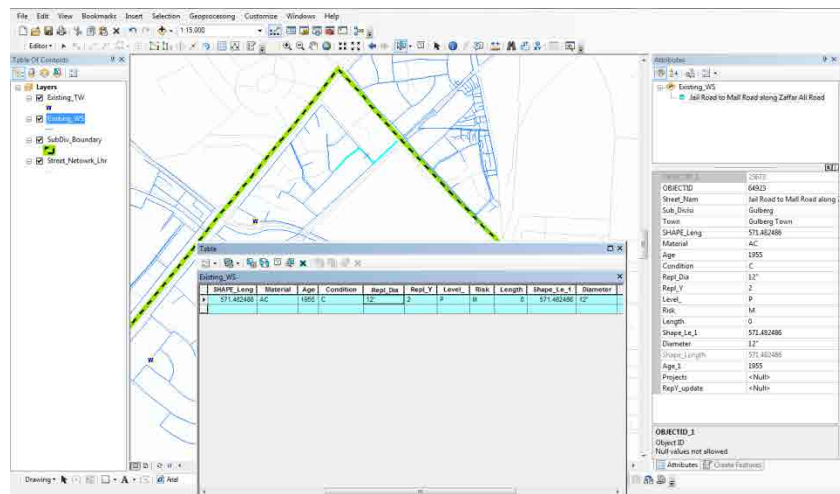 File Edit View Bookmarks Insert Selection Geoprocessing Customize Windows Help
1:15,000
Editor
Table Of Contents
Layers
Existing_TW
W
Existing_WS
SubDiv_Boundary
Street_Netowrk_Lhr
W
W
Table
Existing_WS
SHAPE_Leng Material Age Condition Repl_Dia Repl_Y Level_ Risk Length Shape_Le_1 Diameter
571.482486 AC 1955 C 12" 2 P M 0 571.482486 12"
Attributes
Existing_WS
Jail Road to Mall Road along Zaffar Ali Road
OBJECTID 64923
Street_Nam Jail Road to Mall Road along
Sub_Divisio Gulberg
Town Gulberg Town
SHAPE_Leng 571.482486
Material AC
Age 1955
Condition C
Repl_Dia 12"
Repl_Y 2
Level_ P
Risk M
Length 0
Shape_Le_1 571.482486
Diameter 12"
Shape_Length 571.482486
Age_1 1955
Projects <Null>
RepY_update <Null>
OBJECTID_1
Object ID
Null values not allowed
Attributes Create Features
Drawing A Arial